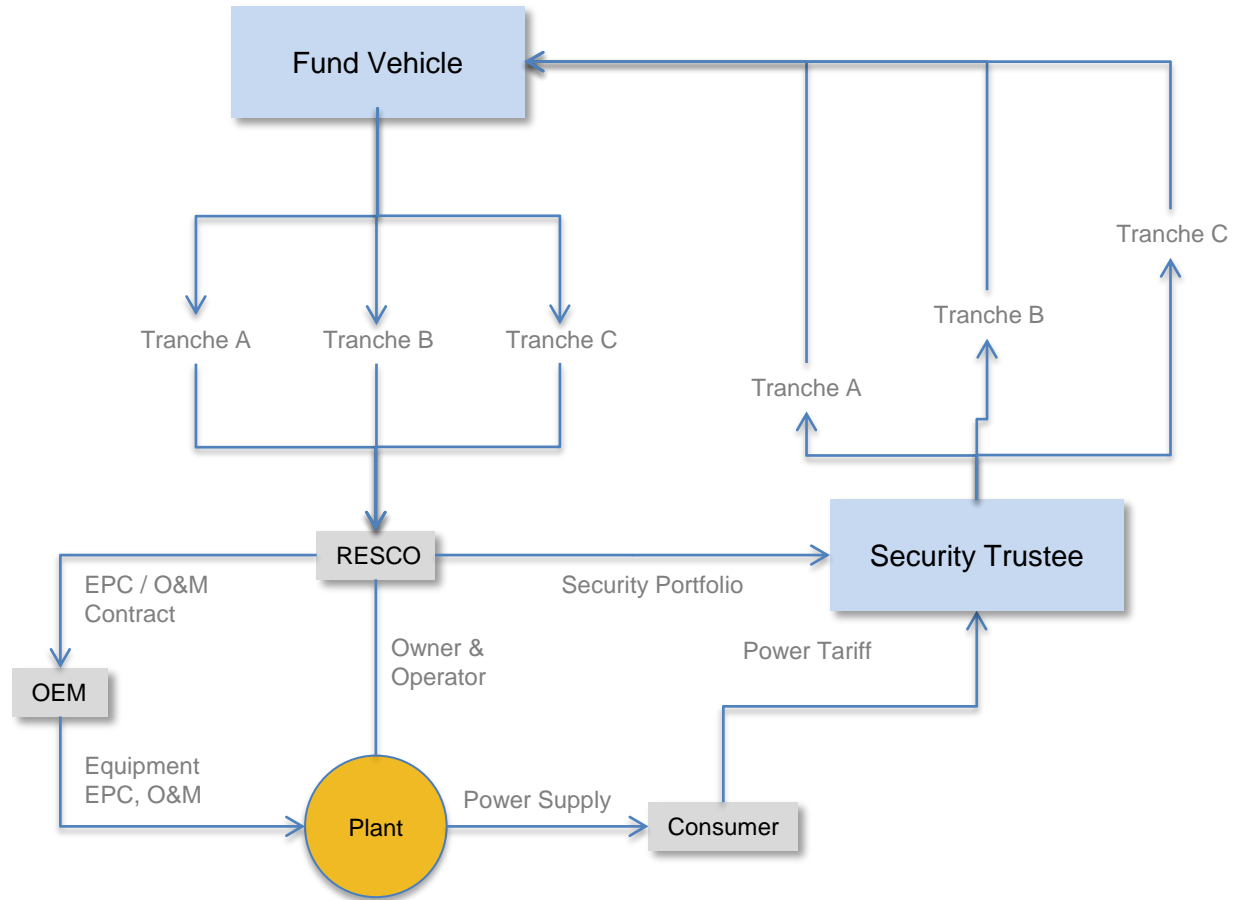 Fund Vehicle
Tranche C
Tranche B
Tranche A
Tranche B
Tranche C
Tranche A
RESCO
Security Trustee
EPC / O&M
Contract
Security Portfolio
Owner &
Operator
Power Tariff
OEM
Equipment
EPC, O&M
Power Supply
Plant
Consumer